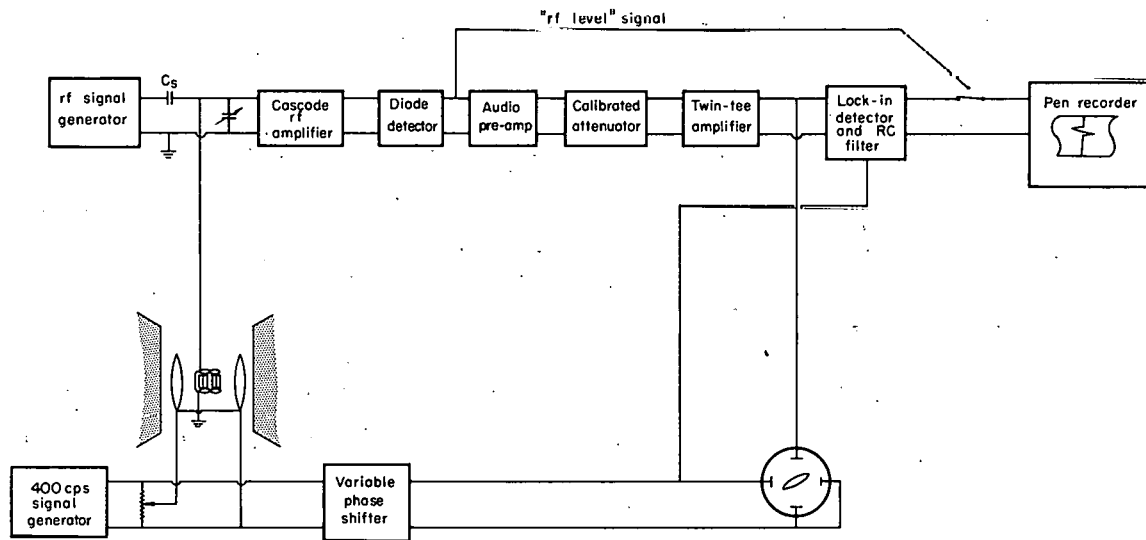 "rf level" signal
Cs
rf signal
generator
Cascode
rf
amplifier
Diode
detector
Audio
pre-amp
Calibrated
attenuator
Twin-tee
amplifier
Lock-in
detector
and RC
filter
Pen recorder
400 cps
signal
generator
Variable
phase
shifter